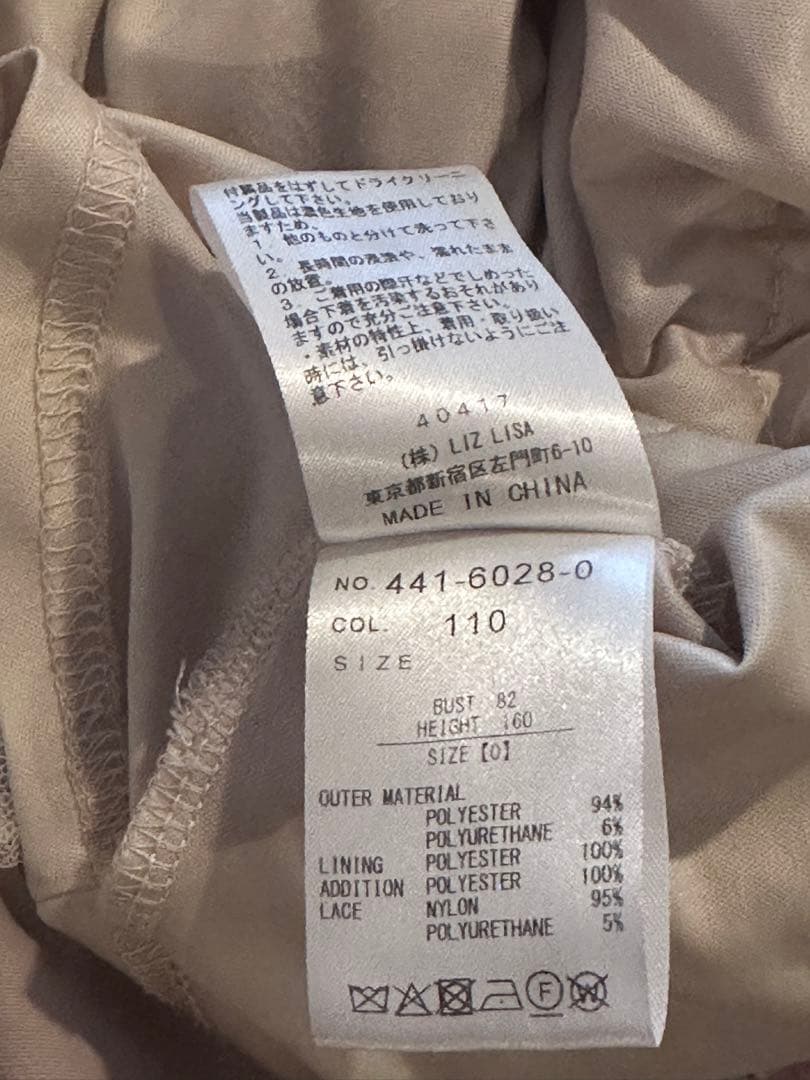 付属品をはずしてドライクリーニ
ングして下さい。
当製品は濃色生地を使用しており
ますため、
1. 他のものと分けて洗って下さ
い。
2. 長時間の浸漬や、濡れたまま
の放置。
3. ご着用の際汗などでしめった
場合下着を汚染するおそれがあり
ますので充分ご注意下さい。
・素材の特性上、着用・取り扱い
時には、引っ掛けないようにご注
意下さい。
40417
(株) LIZ LISA
東京都新宿区左門町6-10
MADE IN CHINA
NO. 441-6028-0
COL. 110
SIZE
BUST 82
HEIGHT 160
SIZE【0】
OUTER MATERIAL
POLYESTER 94%
POLYURETHANE 6%
LINING POLYESTER 100%
ADDITION POLYESTER 100%
LACE NYLON 95%
POLYURETHANE 5%
F W